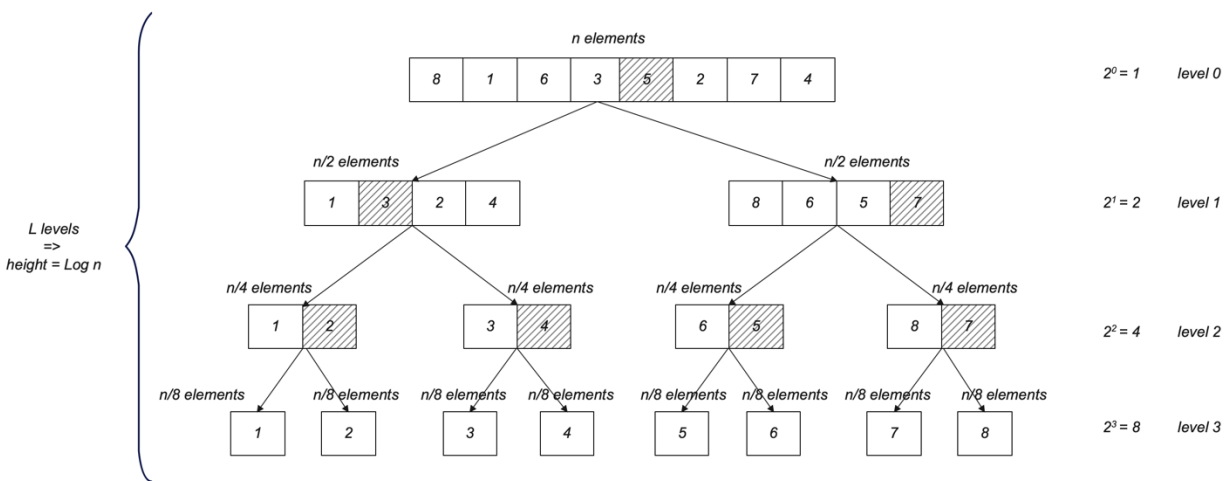 n elements
8 1 6 3 5 2 7 4
2⁰ = 1 level 0
n/2 elements n/2 elements
1 3 2 4 8 6 5 7
2¹ = 2 level 1
L levels
=>
height = Log n
n/4 elements n/4 elements n/4 elements n/4 elements
1 2 3 4 6 5 8 7
2² = 4 level 2
n/8 elements n/8 elements n/8 elements n/8 elements n/8 elements n/8 elements n/8 elements n/8 elements
1 2 3 4 5 6 7 8
2³ = 8 level 3